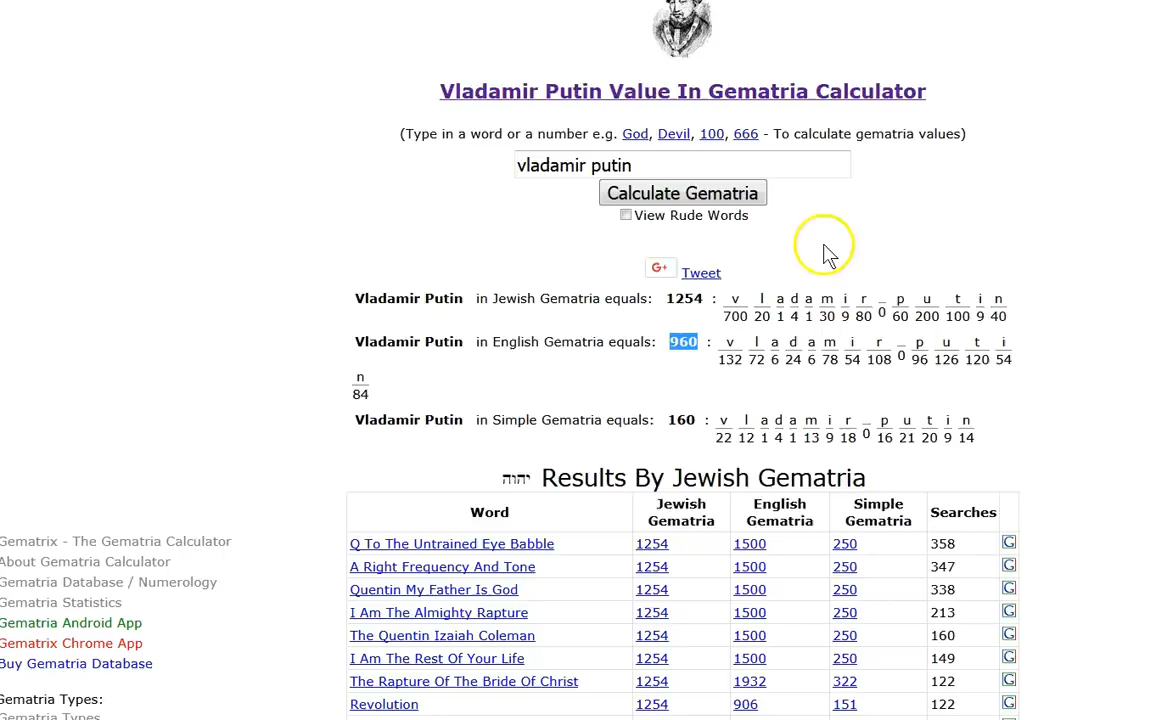 Vladamir Putin Value In Gematria Calculator
(Type in a word or a number e.g. God, Devil, 100, 666 - To calculate gematria values)
vladamir putin
Calculate Gematria
View Rude Words
G+ Tweet
Vladamir Putin in Jewish Gematria equals: 1254 : v l a d a m i r _ p u t i n
700 20 1 4 1 30 9 80 0 60 200 100 9 40
Vladamir Putin in English Gematria equals: 960 : v l a d a m i r _ p u t i
132 72 6 24 6 78 54 108 0 96 126 120 54
n
84
Vladamir Putin in Simple Gematria equals: 160 : v l a d a m i r _ p u t i n
22 12 1 4 1 13 9 18 0 16 21 20 9 14
יהוה Results By Jewish Gematria
Word Jewish Gematria English Gematria Simple Gematria Searches
Q To The Untrained Eye Babble 1254 1500 250 358 G
A Right Frequency And Tone 1254 1500 250 347 G
Quentin My Father Is God 1254 1500 250 338 G
I Am The Almighty Rapture 1254 1500 250 213 G
The Quentin Izaiah Coleman 1254 1500 250 160 G
I Am The Rest Of Your Life 1254 1500 250 149 G
The Rapture Of The Bride Of Christ 1254 1932 322 122 G
Revolution 1254 906 151 122 G
Gematrix - The Gematria Calculator
About Gematria Calculator
Gematria Database / Numerology
Gematria Statistics
Gematria Android App
Gematrix Chrome App
Buy Gematria Database
Gematria Types:
Gematria Types